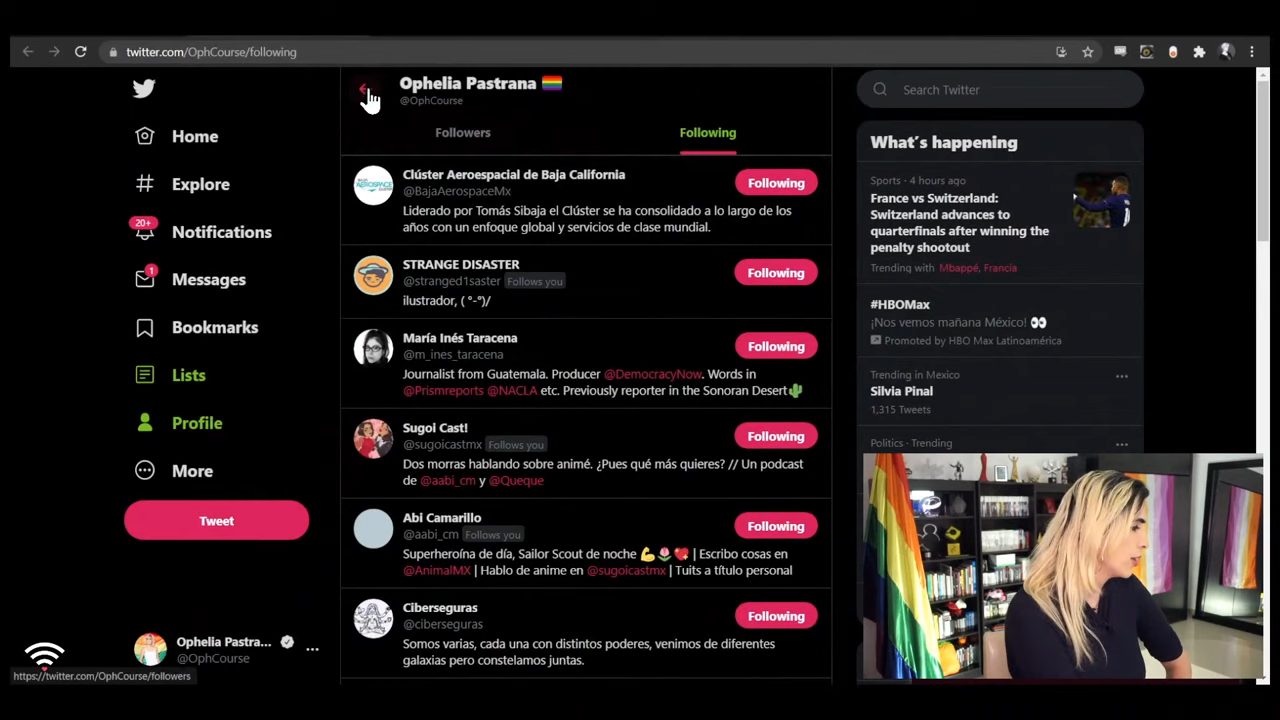 twitter.com/OphCourse/following
Home
Explore
20+
Notifications
1
Messages
Bookmarks
Lists
Profile
More
Tweet
Ophelia Pastra...
@OphCourse
https://twitter.com/OphCourse/followers
Ophelia Pastrana
@OphCourse
Followers
Following
Clúster Aeroespacial de Baja California
@BajaAerospaceMx
Following
Liderado por Tomás Sibaja el Clúster se ha consolidado a lo largo de los
años con un enfoque global y servicios de clase mundial.
STRANGE DISASTER
@stranged1saster Follows you
Following
ilustrador, ( °-°)/
María Inés Taracena
@m_ines_taracena
Following
Journalist from Guatemala. Producer @DemocracyNow. Words in
@Prismreports @NACLA etc. Previously reporter in the Sonoran Desert🌵
Sugoi Cast!
@sugoicastmx Follows you
Following
Dos morras hablando sobre animé. ¿Pues qué más quieres? // Un podcast
de @aabi_cm y @Queque
Abi Camarillo
@aabi_cm Follows you
Following
Superheroína de día, Sailor Scout de noche 💪🌷💖 | Escribo cosas en
@AnimalMX | Hablo de anime en @sugoicastmx | Tuits a título personal
Ciberseguras
@ciberseguras
Following
Somos varias, cada una con distintos poderes, venimos de diferentes
galaxias pero constelamos juntas.
Search Twitter
What's happening
Sports · 4 hours ago
France vs Switzerland:
Switzerland advances to
quarterfinals after winning the
penalty shootout
Trending with Mbappé, Francia
#HBOMax
¡Nos vemos mañana México! 👀
Promoted by HBO Max Latinoamérica
Trending in Mexico
Silvia Pinal
1,315 Tweets
Politics · Trending